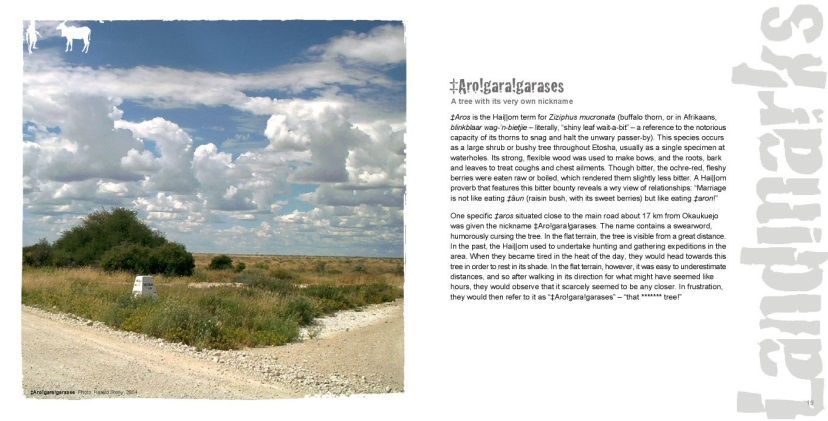 ‡Aro!gara!garases
A tree with its very own nickname
‡Aros is the Hai||om term for Ziziphus mucronata (buffalo thorn, or in Afrikaans,
blinkblaar wag-'n-bietjie – literally, "shiny leaf wait-a-bit" – a reference to the notorious
capacity of its thorns to snag and halt the unwary passer-by). This species occurs
as a large shrub or bushy tree throughout Etosha, usually as a single specimen at
waterholes. Its strong, flexible wood was used to make bows, and the roots, bark
and leaves to treat coughs and chest ailments. Though bitter, the ochre-red, fleshy
berries were eaten raw or boiled, which rendered them slightly less bitter. A Hai||om
proverb that features this bitter bounty reveals a wry view of relationships: "Marriage
is not like eating ‡âun (raisin bush, with its sweet berries) but like eating ‡aron!"
One specific ‡aros situated close to the main road about 17 km from Okaukuejo
was given the nickname ‡Aro!gara!garases. The name contains a swearword,
humorously cursing the tree. In the flat terrain, the tree is visible from a great distance.
In the past, the Hai||om used to undertake hunting and gathering expeditions in the
area. When they became tired in the heat of the day, they would head towards this
tree in order to rest in its shade. In the flat terrain, however, it was easy to underestimate
distances, and so after walking in its direction for what might have seemed like
hours, they would observe that it scarcely seemed to be any closer. In frustration,
they would then refer to it as "‡Aro!gara!garases" – "that ******* tree!"
Landmarks
‡Aro!gara!garases Photo: Harald 2004
13